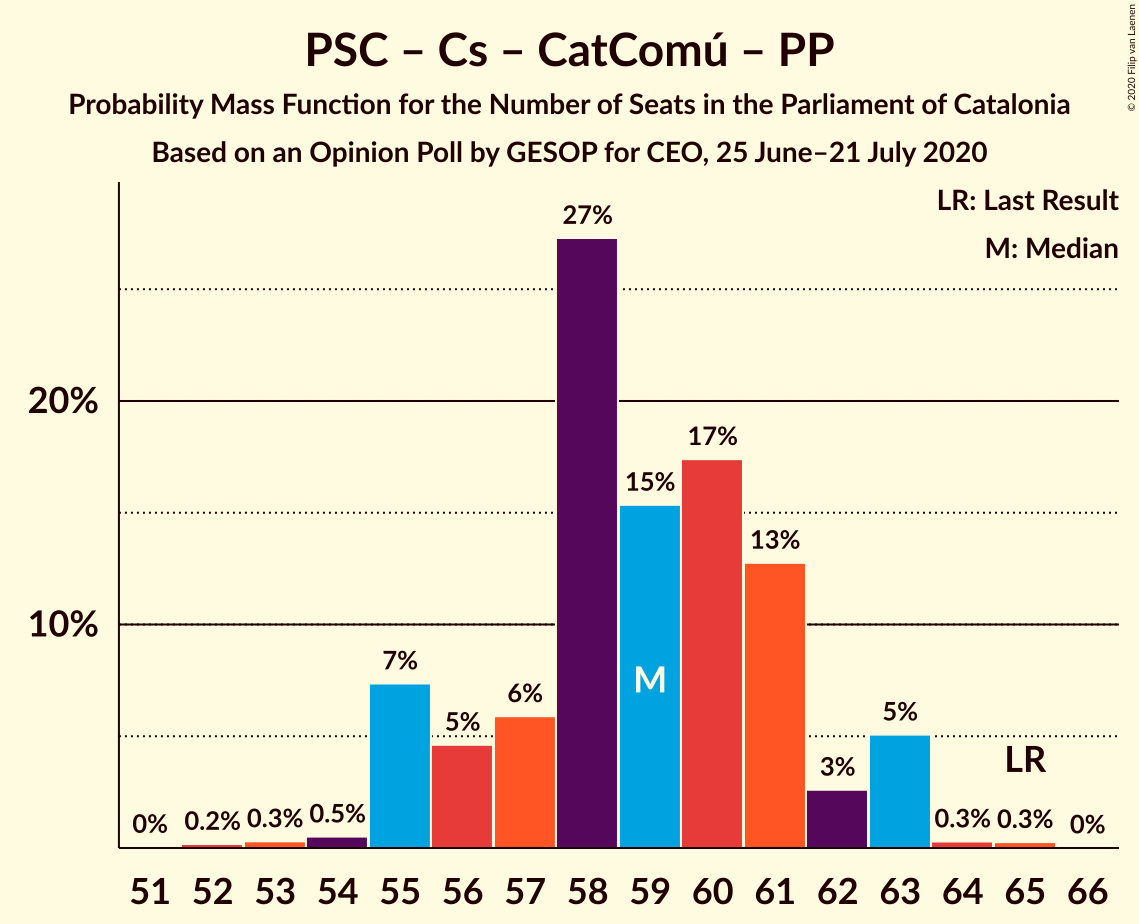 PSC – Cs – CatComú – PP
Probability Mass Function for the Number of Seats in the Parliament of Catalonia
Based on an Opinion Poll by GESOP for CEO, 25 June–21 July 2020
© 2020 Filip van Laenen
LR: Last Result
M: Median
20%
10%
0%
0.2%
0.3%
0.5%
7%
5%
6%
27%
15%
17%
13%
3%
5%
0.3%
0.3%
0%
M
LR
51 52 53 54 55 56 57 58 59 60 61 62 63 64 65 66